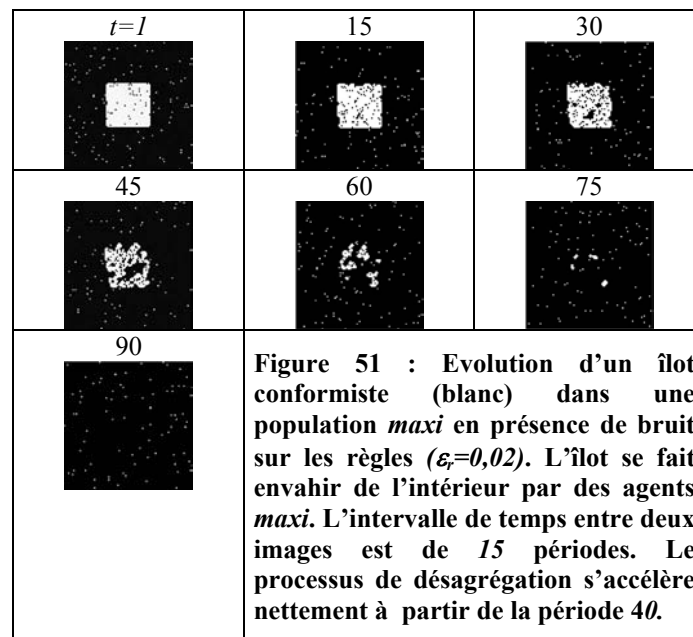 t=1 15 30
45 60 75
90
Figure 51 : Evolution d’un îlot
conformiste (blanc) dans une
population maxi en présence de bruit
sur les règles (εr=0,02). L’îlot se fait
envahir de l’intérieur par des agents
maxi. L’intervalle de temps entre deux
images est de 15 périodes. Le
processus de désagrégation s’accélère
nettement à partir de la période 40.